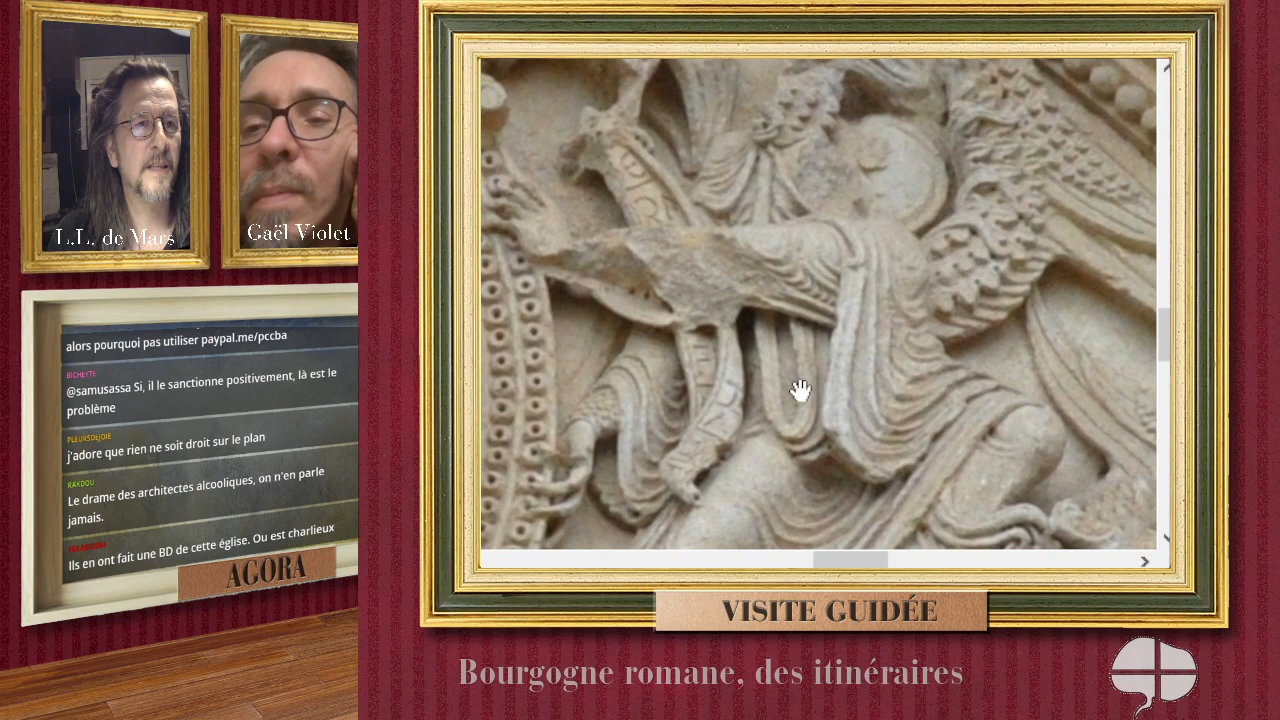 L.L. de Mars
Gaël Violet
alors pourquoi pas utiliser paypal.me/pccba
BICHEYTE
@samusassa Si, il le sanctionne positivement, là est le
problème
PLEURSDEJOIE
j'adore que rien ne soit droit sur le plan
RAKDOU
Le drame des architectes alcooliques, on n'en parle
jamais.
Ils en ont fait une BD de cette église. Ou est charlieux
AGORA
VISITE GUIDÉE
Bourgogne romane, des itinéraires